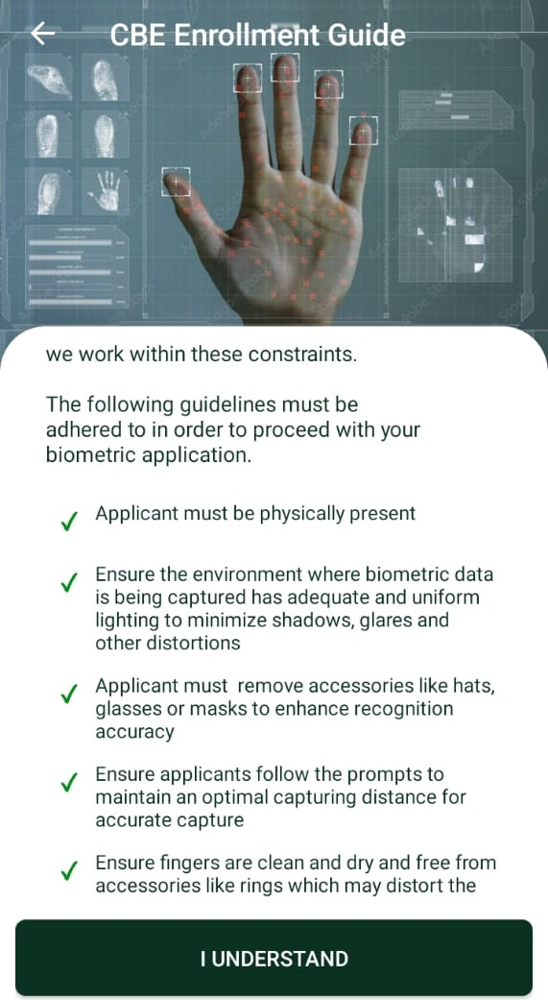 CBE Enrollment Guide
we work within these constraints.
The following guidelines must be
adhered to in order to proceed with your
biometric application.
Applicant must be physically present
Ensure the environment where biometric data
is being captured has adequate and uniform
lighting to minimize shadows, glares and
other distortions
Applicant must  remove accessories like hats,
glasses or masks to enhance recognition
accuracy
Ensure applicants follow the prompts to
maintain an optimal capturing distance for
accurate capture
Ensure fingers are clean and dry and free from
accessories like rings which may distort the
I UNDERSTAND